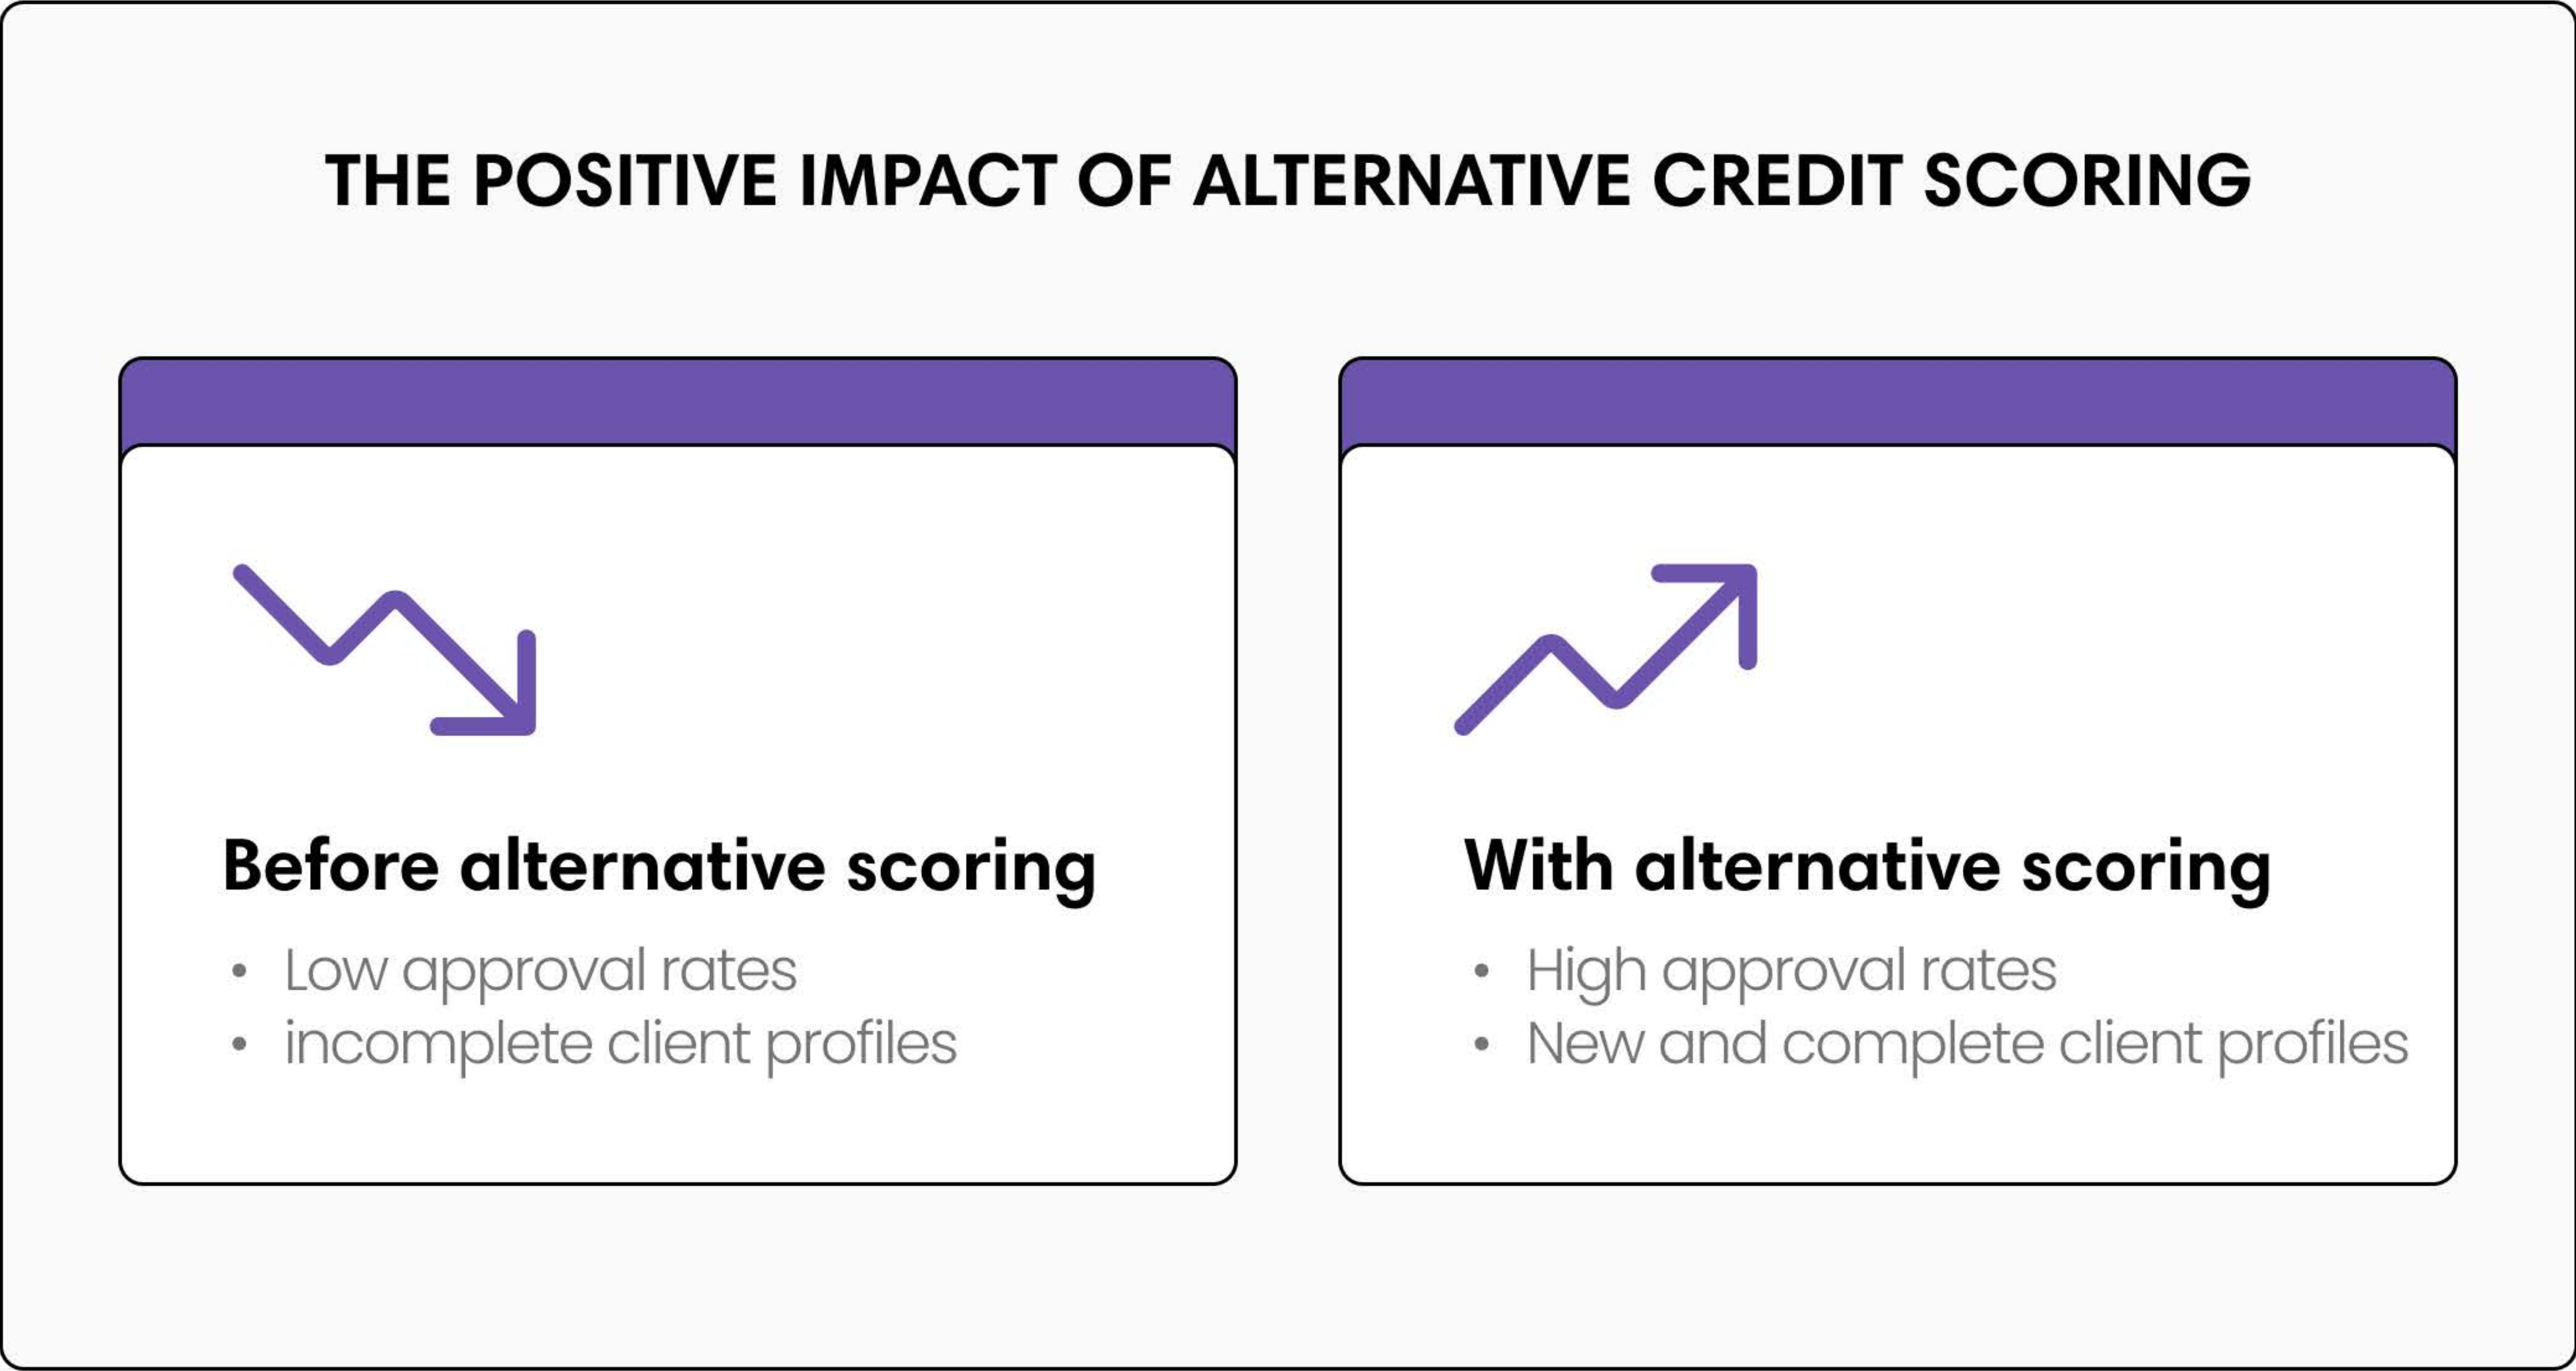 THE POSITIVE IMPACT OF ALTERNATIVE CREDIT SCORING
Before alternative scoring
• Low approval rates
• incomplete client profiles
With alternative scoring
• High approval rates
• New and complete client profiles